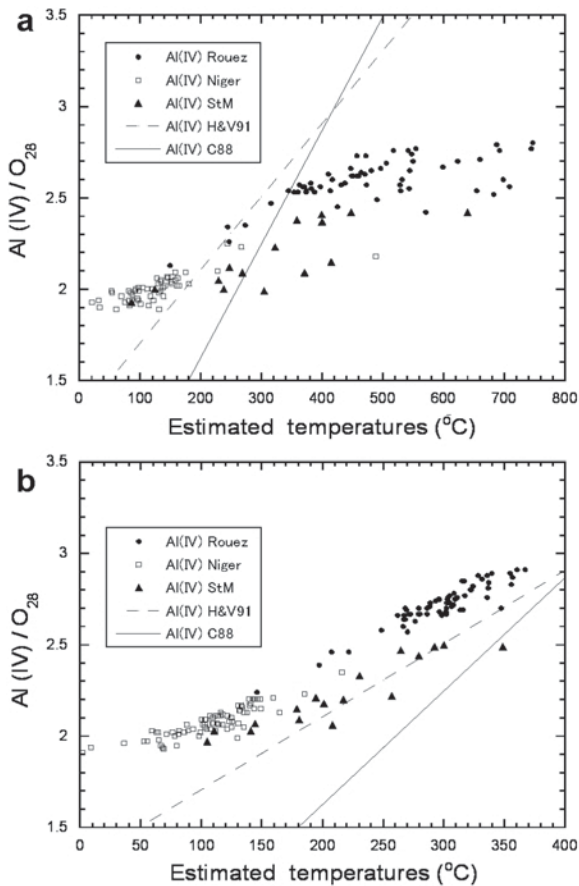 a
3.5
3
2.5
2
1.5
Al (IV) / O28
Al(IV) Rouez
Al(IV) Niger
Al(IV) StM
Al(IV) H&V91
Al(IV) C88
0 100 200 300 400 500 600 700 800
Estimated temperatures (°C)
b
3.5
3
2.5
2
1.5
Al (IV) / O28
Al(IV) Rouez
Al(IV) Niger
Al(IV) StM
Al(IV) H&V91
Al(IV) C88
0 50 100 150 200 250 300 350 400
Estimated temperatures (°C)